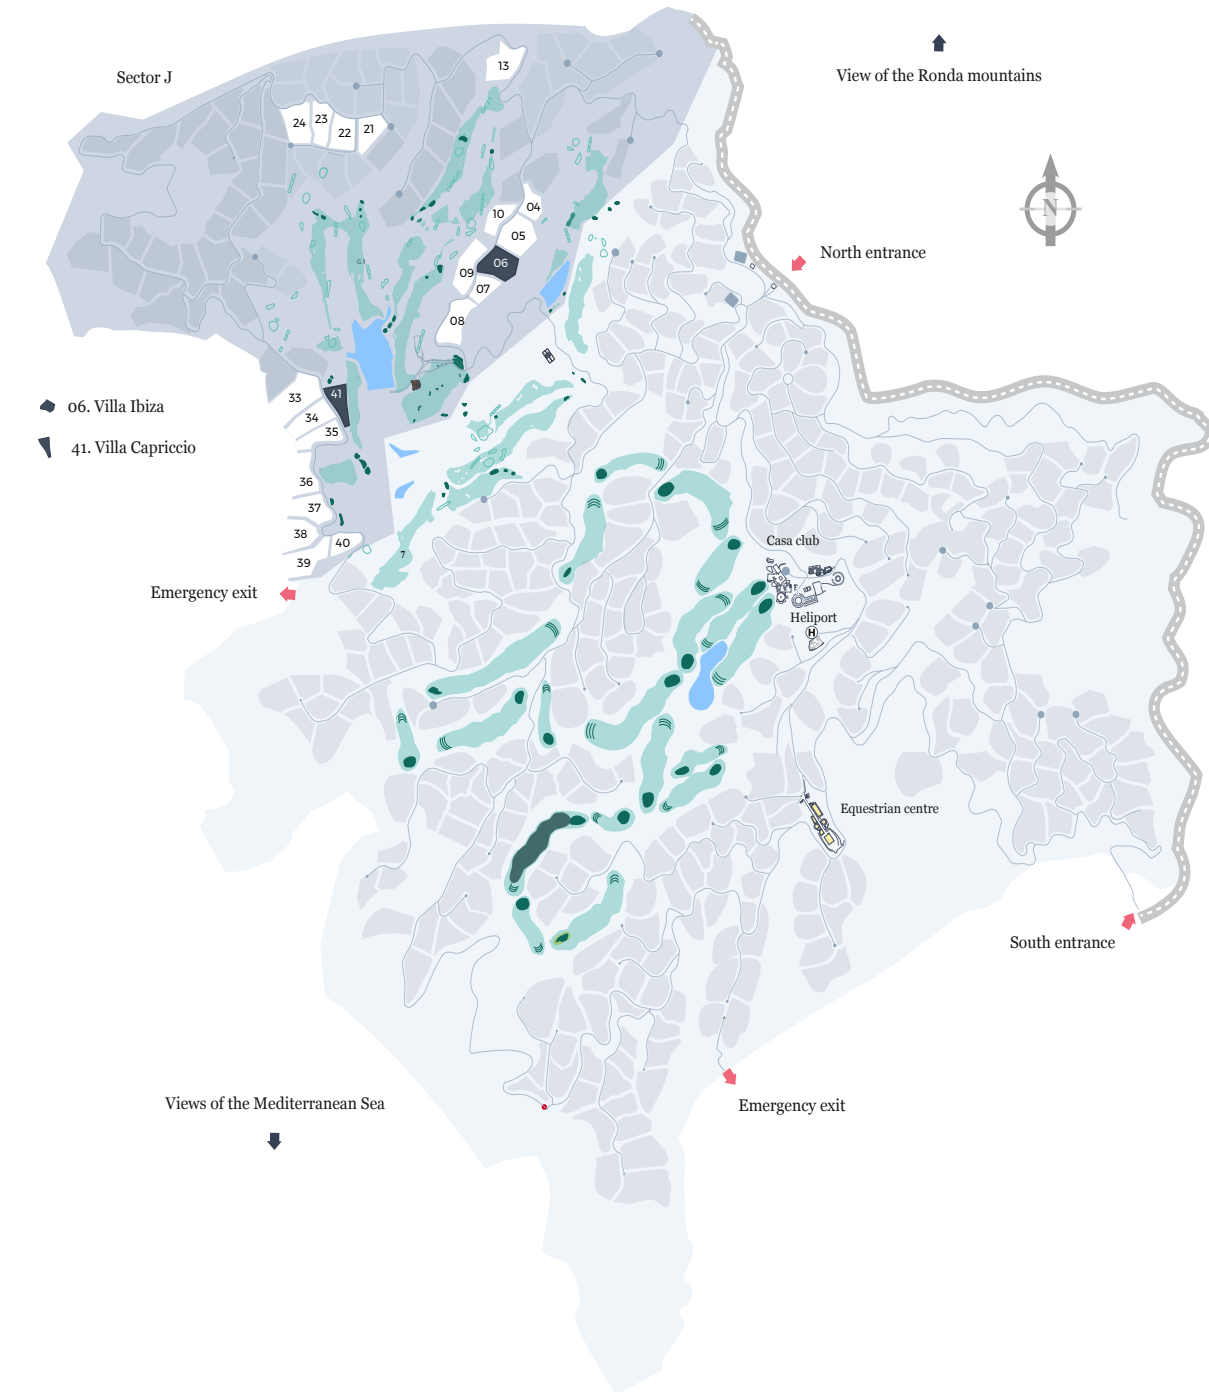 Sector J
View of the Ronda mountains
13
24
23
22
21
N
04
10
05
06
09
07
08
North entrance
33
41
34
35
06. Villa Ibiza
41. Villa Capriccio
36
37
38
40
39
7
Casa club
Emergency exit
Heliport
H
Equestrian centre
South entrance
Views of the Mediterranean Sea
Emergency exit